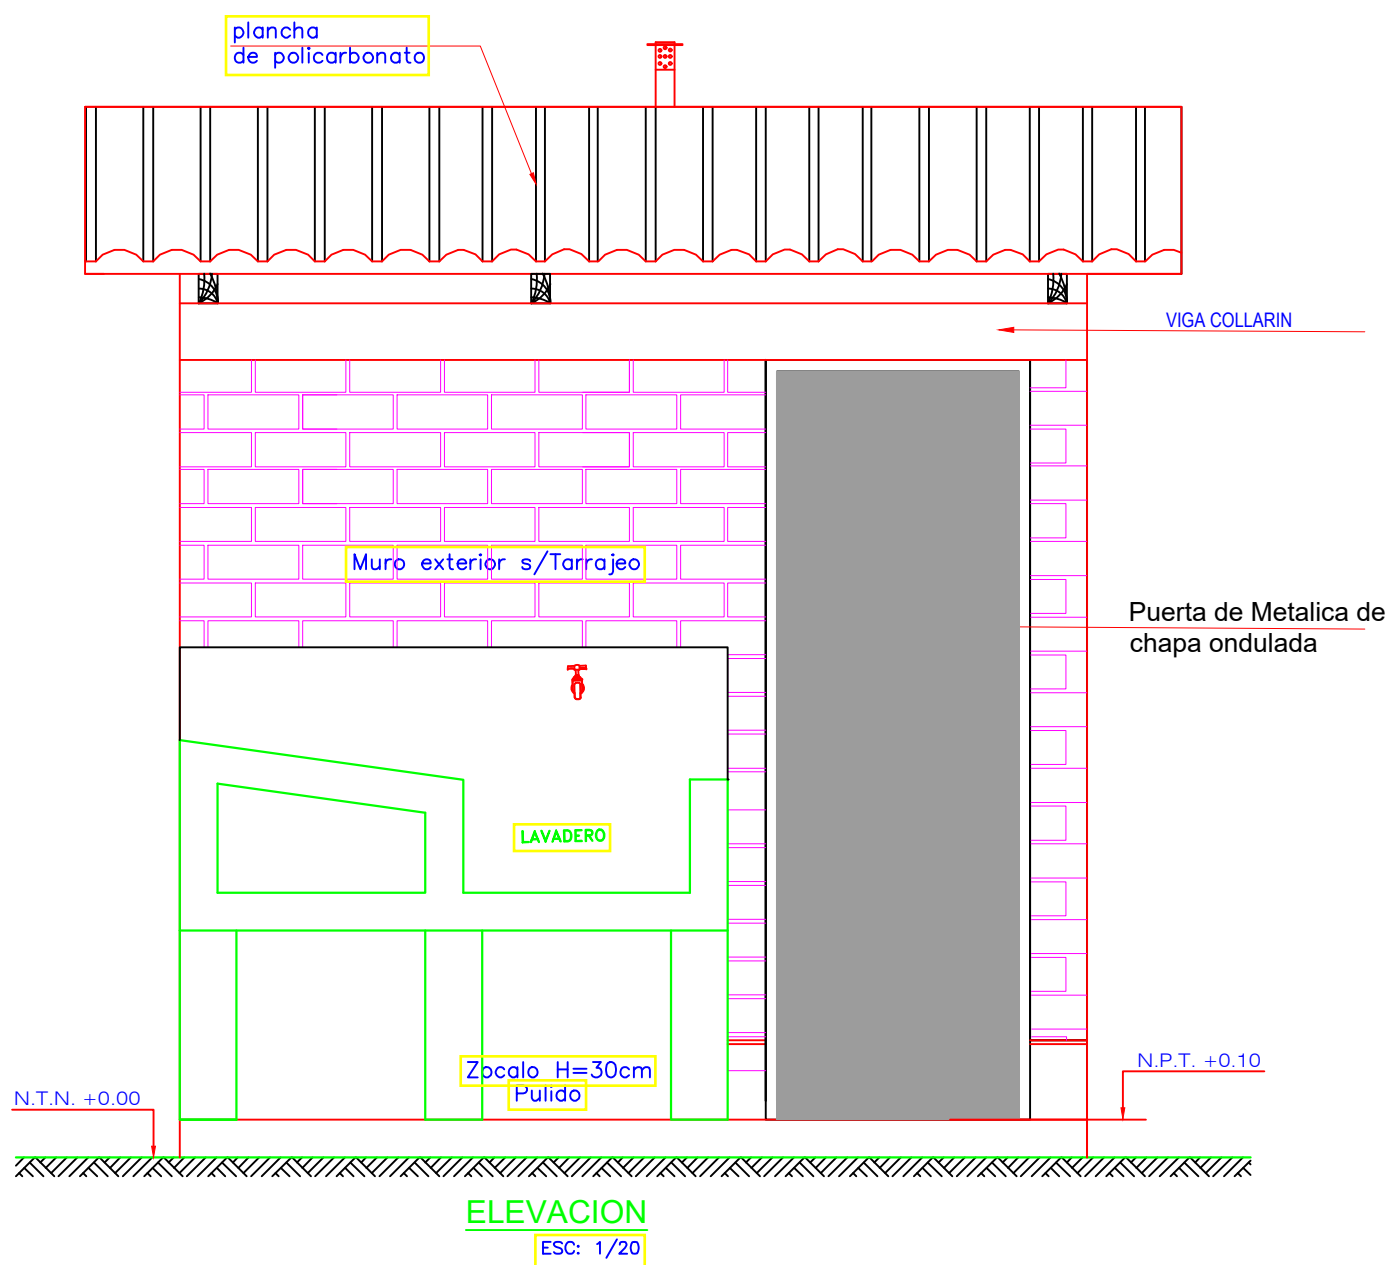 plancha
de policarbonato
VIGA COLLARIN
Muro exterior s/Tarrajeo
Puerta de Metalica de
chapa ondulada
LAVADERO
Zocalo H=30cm
Pulido
N.P.T. +0.10
N.T.N. +0.00
ELEVACION
ESC: 1/20